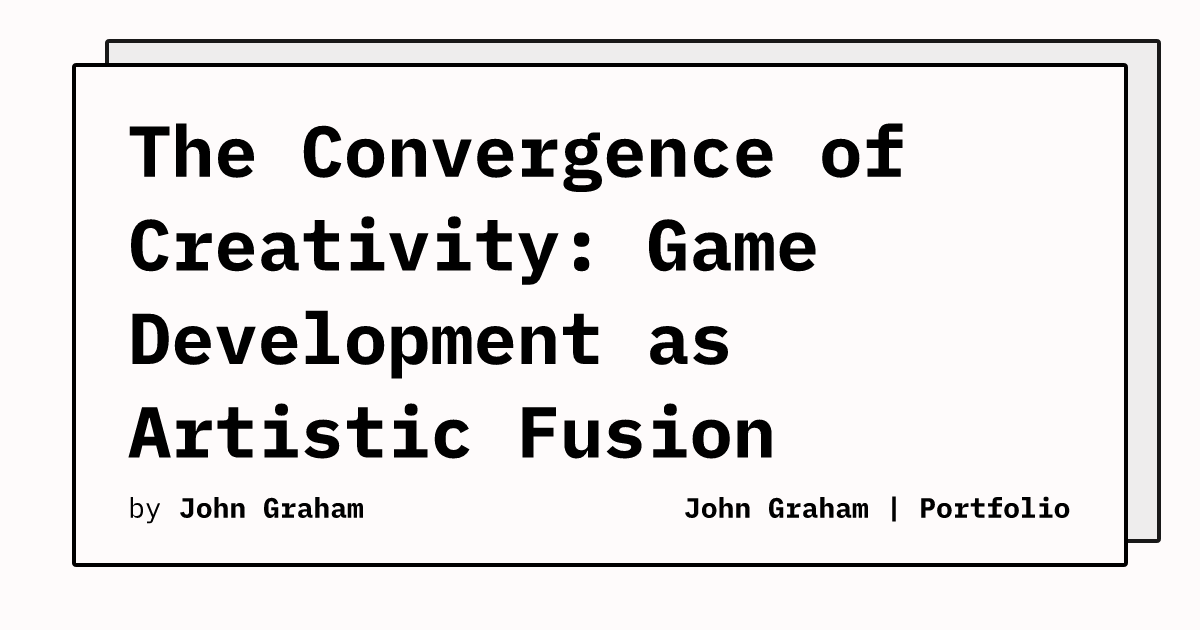 The Convergence of
Creativity: Game
Development as
Artistic Fusion
by John Graham
John Graham | Portfolio